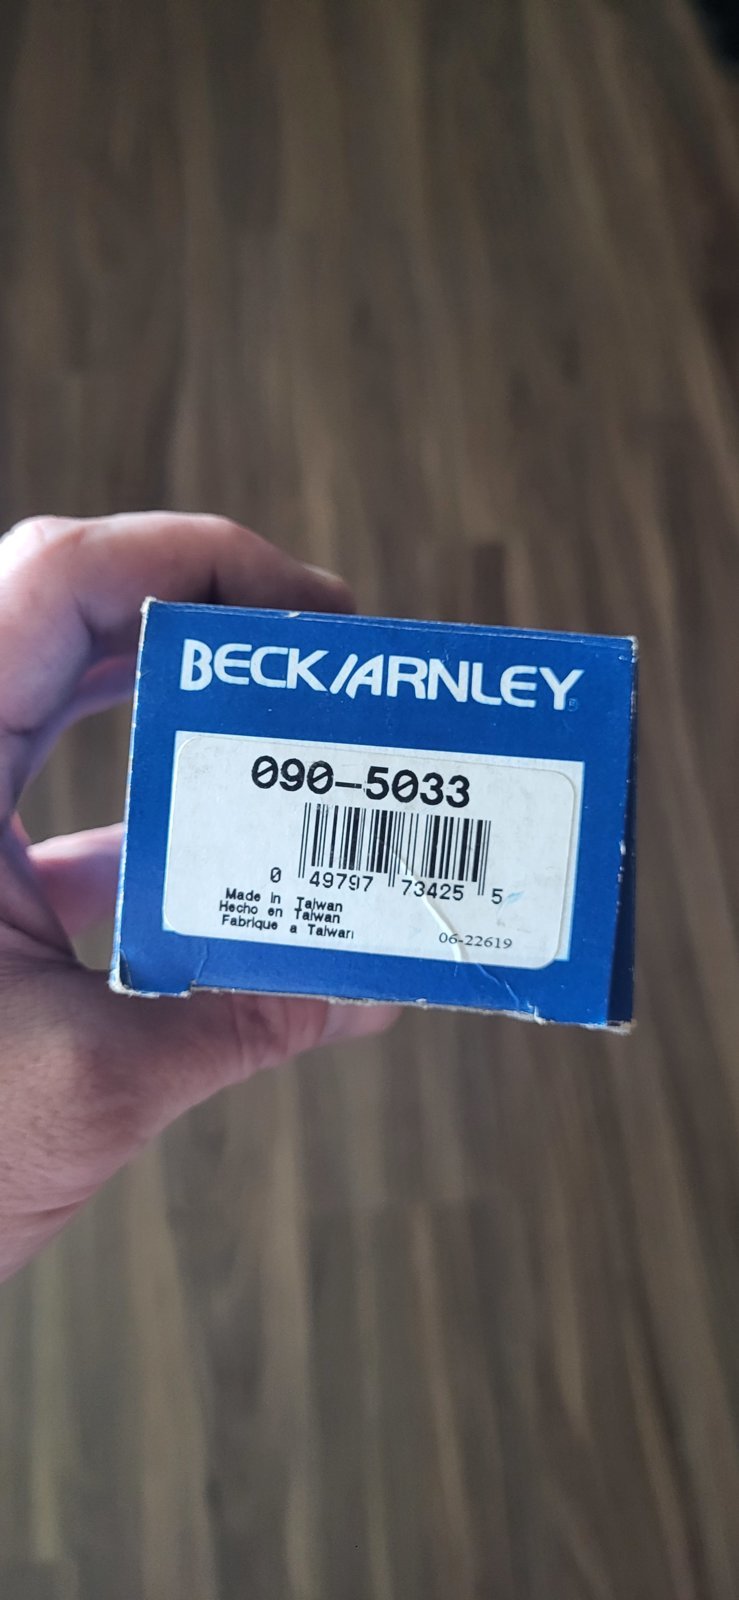 BECK/ARNLEY®
090-5033
0 49797 73425 5
Made in Taiwan
Hecho en Taiwan
Fabrique a Taiwan
06-22619